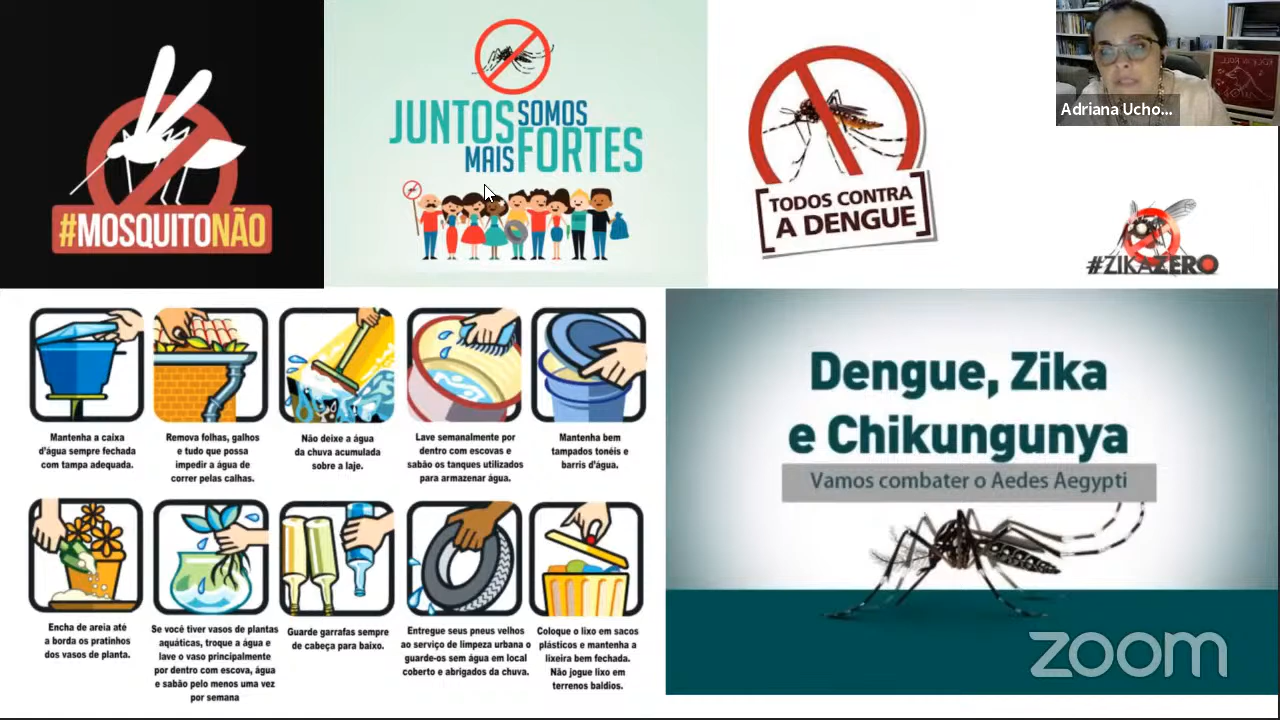 #MOSQUITONÃO
JUNTOS SOMOS
MAIS FORTES
TODOS CONTRA
A DENGUE
Adriana Ucho...
#ZIKAZERO
Mantenha a caixa
d'água sempre fechada
com tampa adequada.
Remova folhas, galhos
e tudo que possa
impedir a água de
correr pelas calhas.
Não deixe a água
da chuva acumulada
sobre a laje.
Lave semanalmente por
dentro com escovas e
sabão os tanques utilizados
para armazenar água.
Mantenha bem
tampados tonéis e
barris d'água.
Encha de areia até
a borda os pratinhos
dos vasos de planta.
Se você tiver vasos de plantas
aquáticas, troque a água e
lave o vaso principalmente
por dentro com escova, água
e sabão pelo menos uma vez
por semana
Guarde garrafas sempre
de cabeça para baixo.
Entregue seus pneus velhos
ao serviço de limpeza urbana o
guarde-os sem água em local
coberto e abrigados da chuva.
Coloque o lixo em sacos
plásticos e mantenha a
lixeira bem fechada.
Não jogue lixo em
terrenos baldios.
Dengue, Zika
e Chikungunya
Vamos combater o Aedes Aegypti
zoom